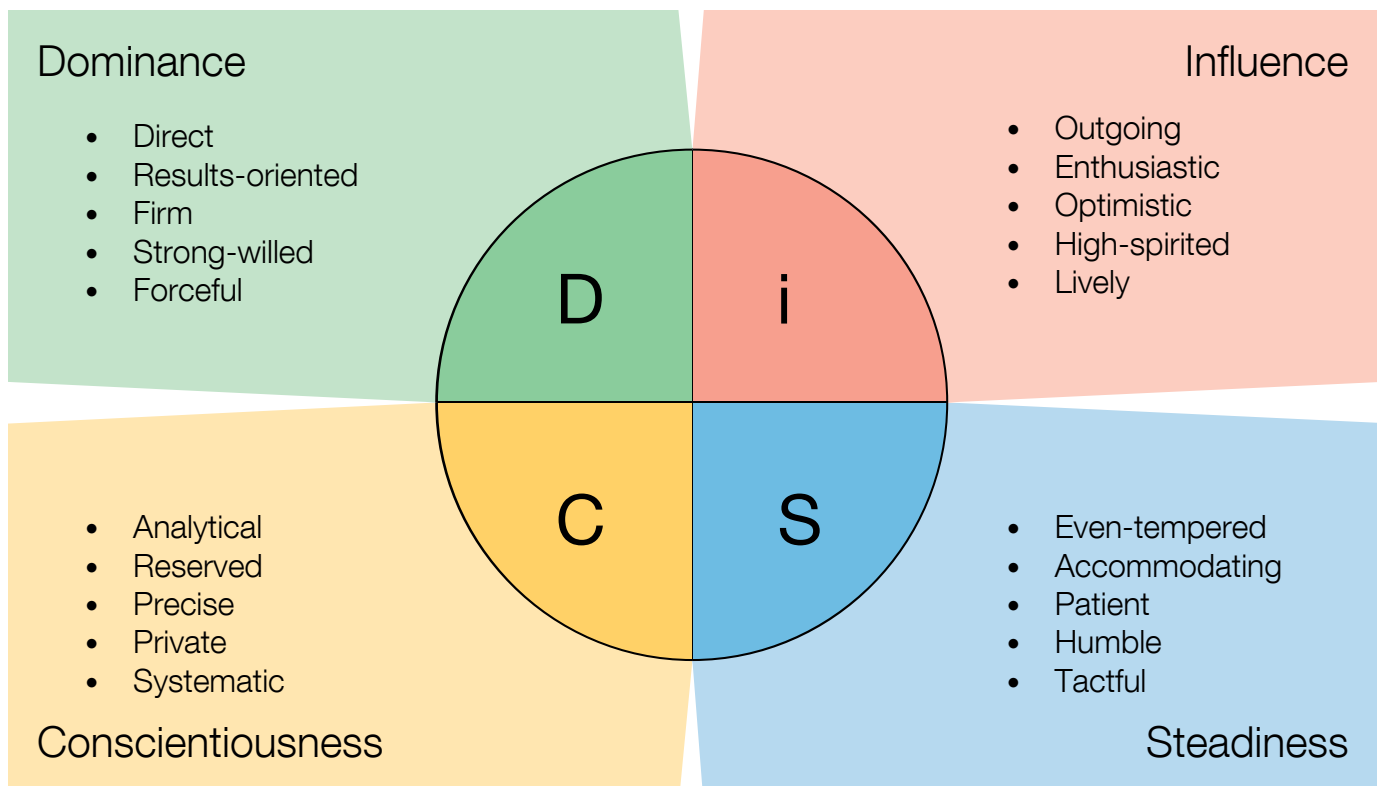 Dominance
• Direct
• Results-oriented
• Firm
• Strong-willed
• Forceful
Influence
• Outgoing
• Enthusiastic
• Optimistic
• High-spirited
• Lively
D
i
C
S
• Analytical
• Reserved
• Precise
• Private
• Systematic
Conscientiousness
• Even-tempered
• Accommodating
• Patient
• Humble
• Tactful
Steadiness